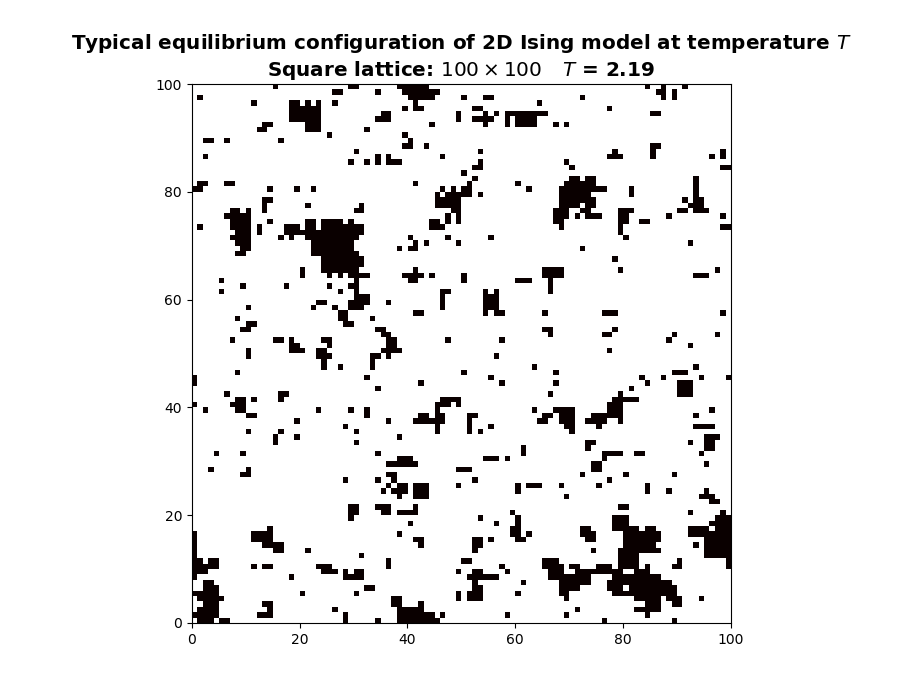 Typical equilibrium configuration of 2D Ising model at temperature T
Square lattice: 100 × 100 T = 2.19
100
80
60
40
20
0
0 20 40 60 80 100